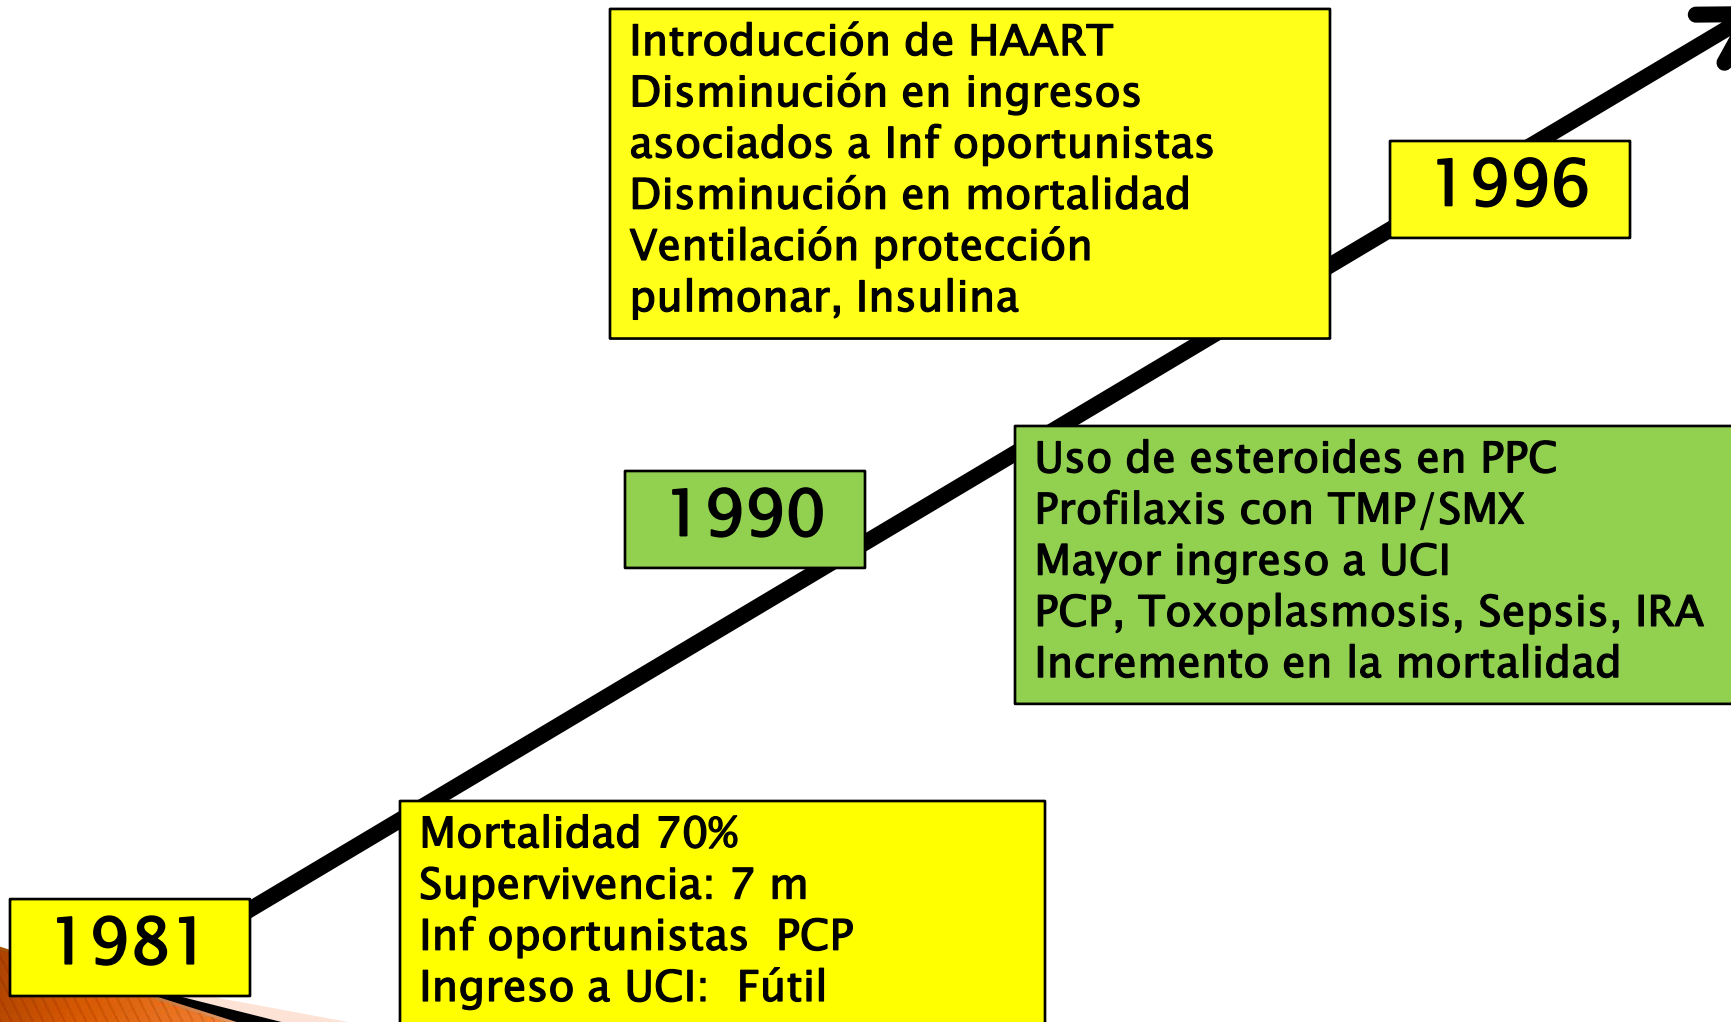 Introducción de HAART
Disminución en ingresos
asociados a Inf oportunistas
Disminución en mortalidad
Ventilación protección
pulmonar, Insulina
1996
1990
Uso de esteroides en PPC
Profilaxis con TMP/SMX
Mayor ingreso a UCI
PCP, Toxoplasmosis, Sepsis, IRA
Incremento en la mortalidad
1981
Mortalidad 70%
Supervivencia: 7 m
Inf oportunistas  PCP
Ingreso a UCI:  Fútil